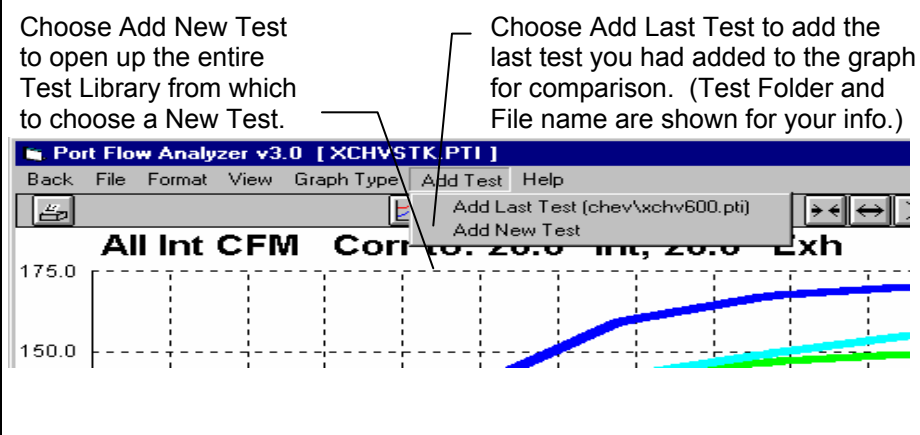 Choose Add New Test
to open up the entire
Test Library from which
to choose a New Test.
Choose Add Last Test to add the
last test you had added to the graph
for comparison. (Test Folder and
File name are shown for your info.)
Port Flow Analyzer v3.0 [ XCHVSTK.PTI ]
Back File Format View Graph Type Add Test Help
Add Last Test (chev\xchv600.pti)
Add New Test
All Int CFM Corr to: Int, Exh
175.0
150.0